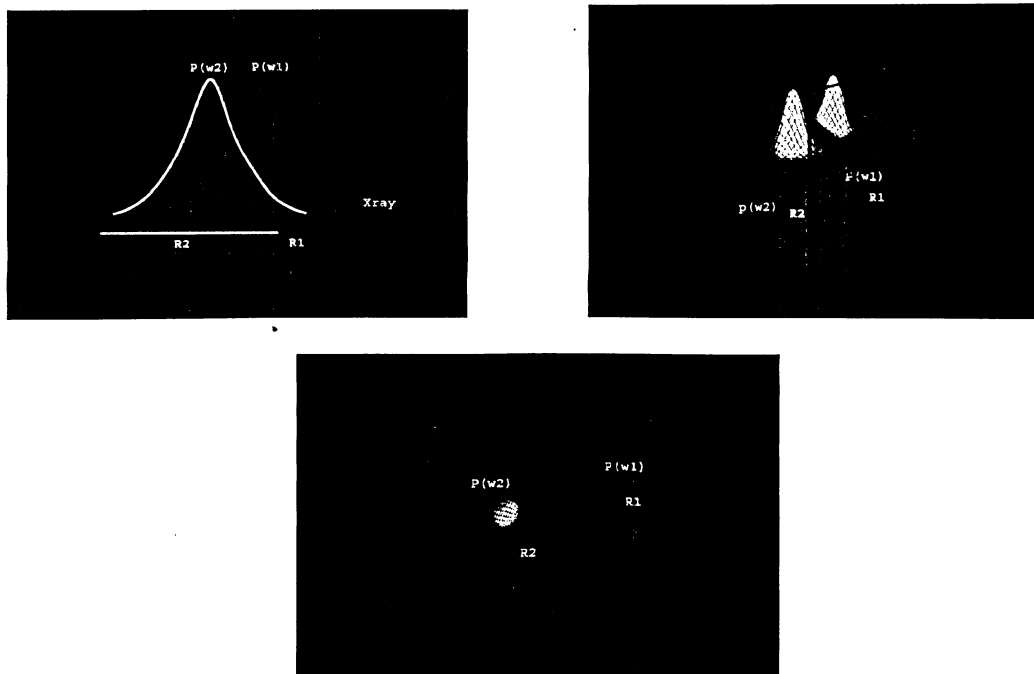 P(w2) P(w1)
Xray
R2 R1
P(w1)
R1
p(w2) R2
P(w1)
P(w2)
R1
R2